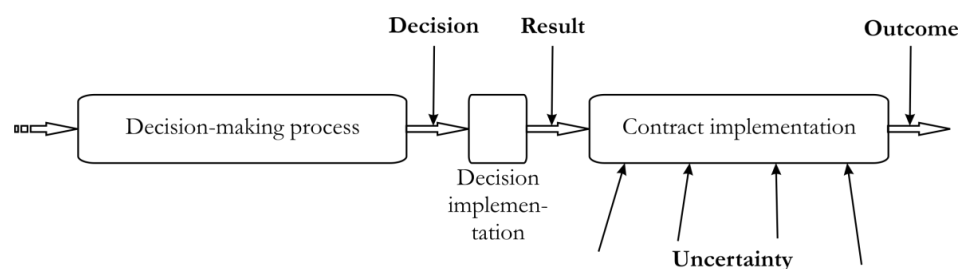 Decision
Result
Outcome
Decision-making process
Contract implementation
Decision
implemen-
tation
Uncertainty